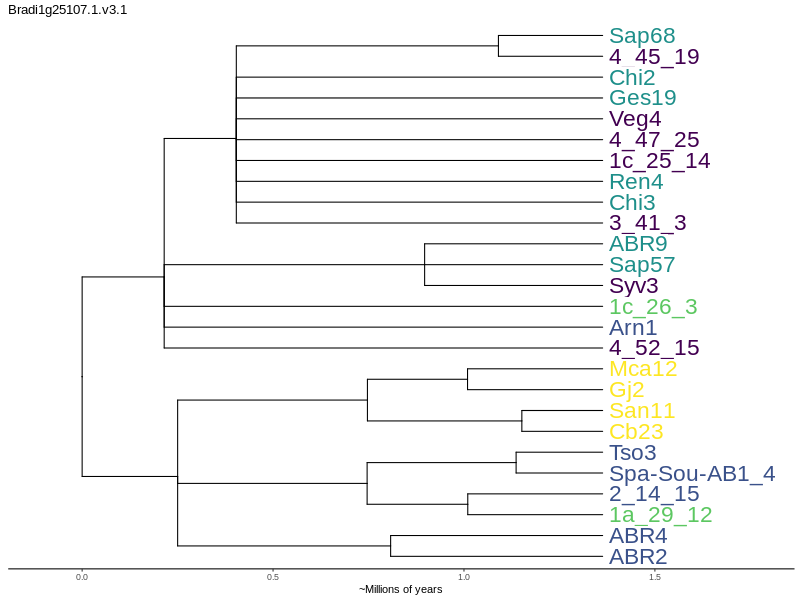 Bradi1g25107.1.v3.1
Sap68
4_45_19
Chi2
Ges19
Veg4
4_47_25
1c_25_14
Ren4
Chi3
3_41_3
ABR9
Sap57
Syv3
1c_26_3
Arn1
4_52_15
Mca12
Gj2
San11
Cb23
Tso3
Spa-Sou-AB1_4
2_14_15
1a_29_12
ABR4
ABR2
0.0 0.5 1.0 1.5
~Millions of years